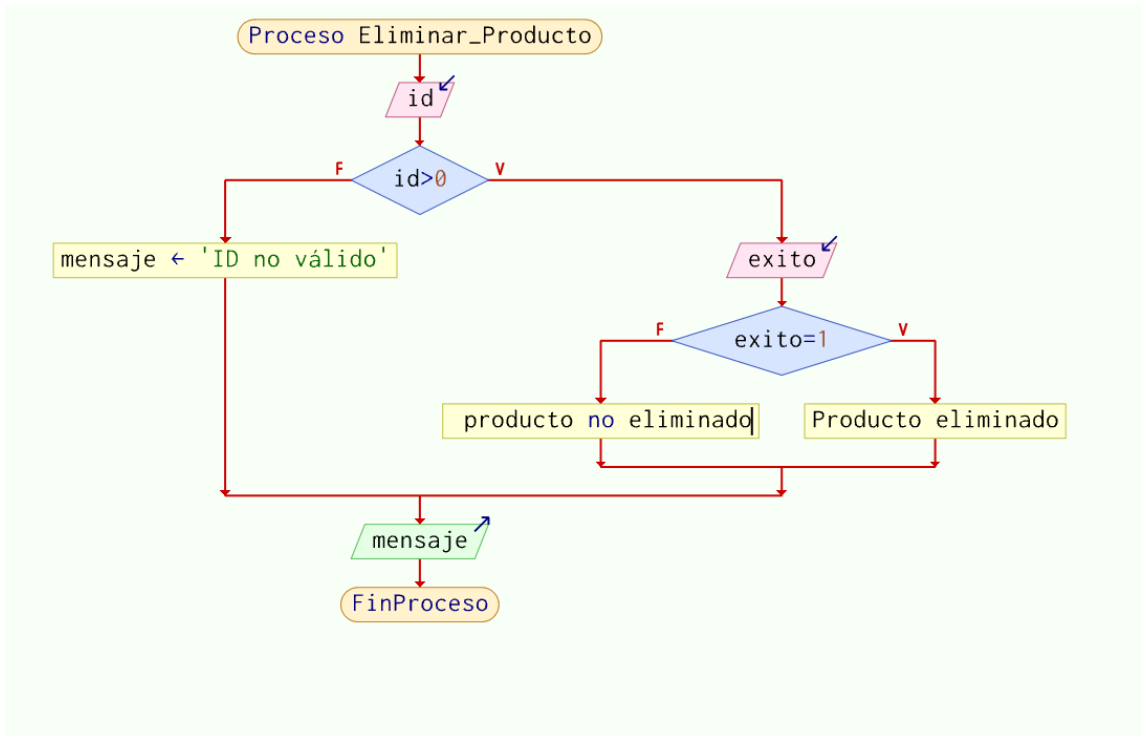 Proceso Eliminar_Producto
id
id>0
F
V
mensaje ← 'ID no válido'
exito
exito=1
F
V
producto no eliminado
Producto eliminado
mensaje
FinProceso